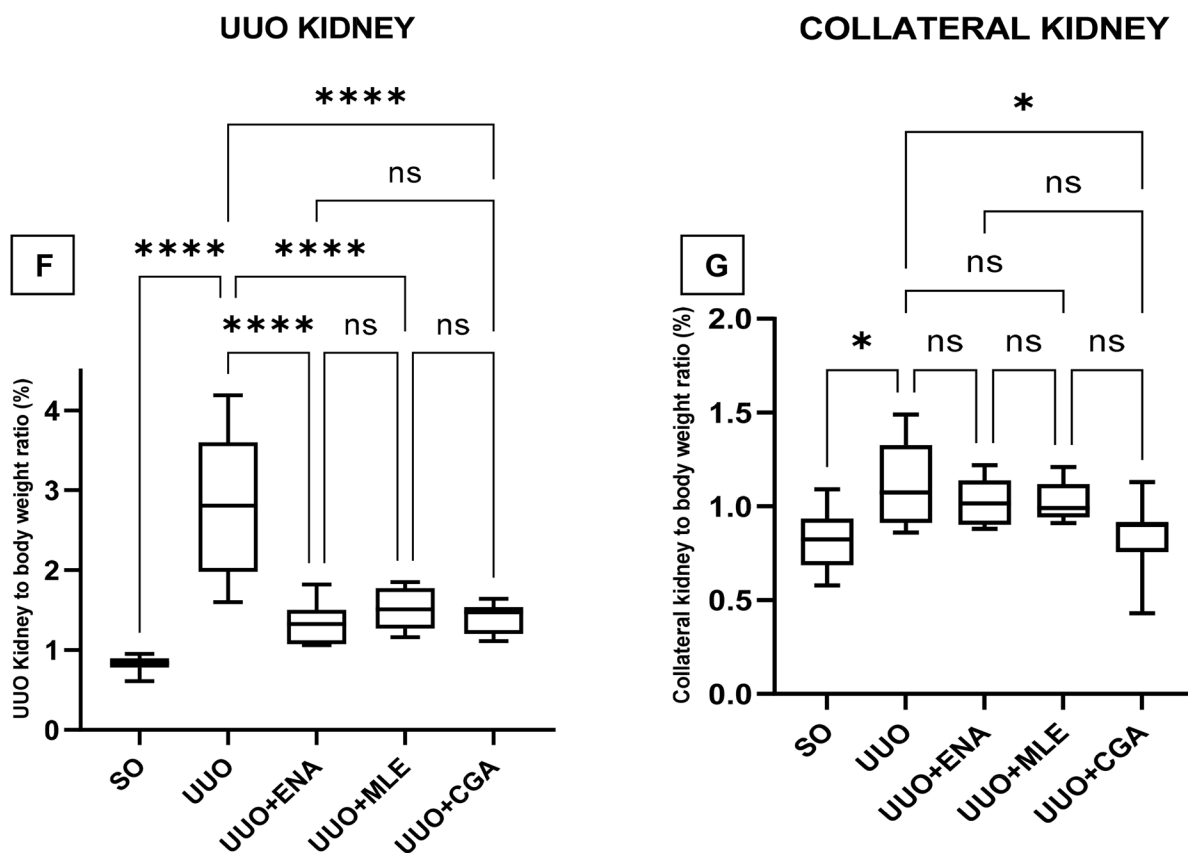 UUO KIDNEY
****
ns
F
**** ****
**** ns ns
UUO Kidney to body weight ratio (%)
4
3
2
1
0
SO
UUO
UUO+ENA
UUO+MLE
UUO+CGA
COLLATERAL KIDNEY
*
ns
G
ns
* ns ns ns
Collateral kidney to body weight ratio (%)
2.0
1.5
1.0
0.5
0.0
SO
UUO
UUO+ENA
UUO+MLE
UUO+CGA